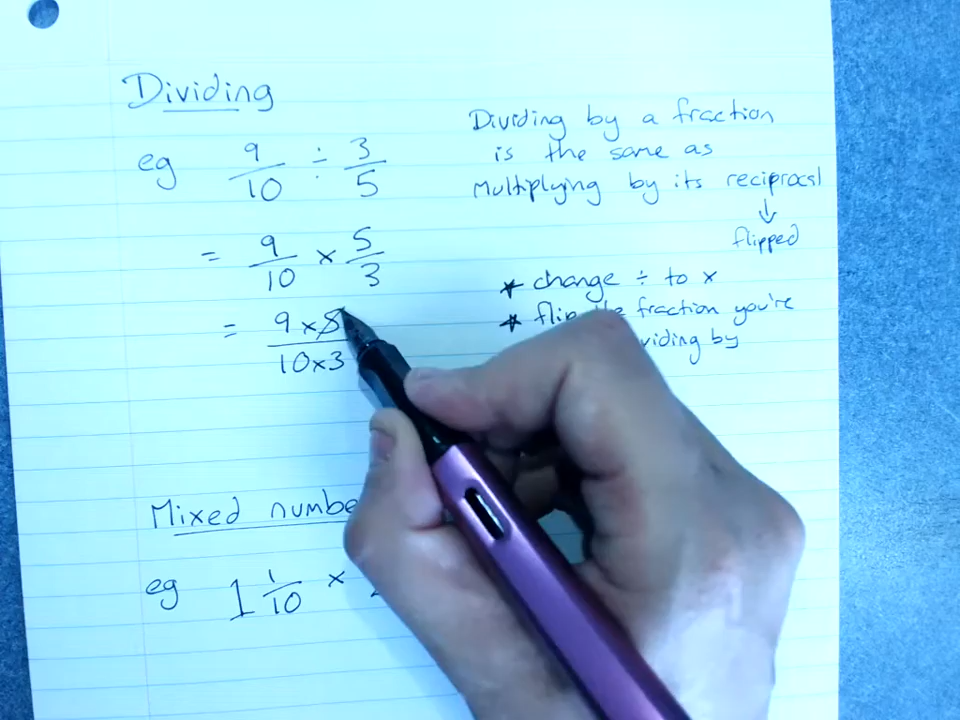 Dividing
eg 9/10 ÷ 3/5
= 9/10 × 5/3
= 9×5/10×3
Dividing by a fraction
is the same as
multiplying by its reciprocal
↓
flipped
* change ÷ to ×
* flip the fraction you're
dividing by
Mixed
eg 1 1/10 ×